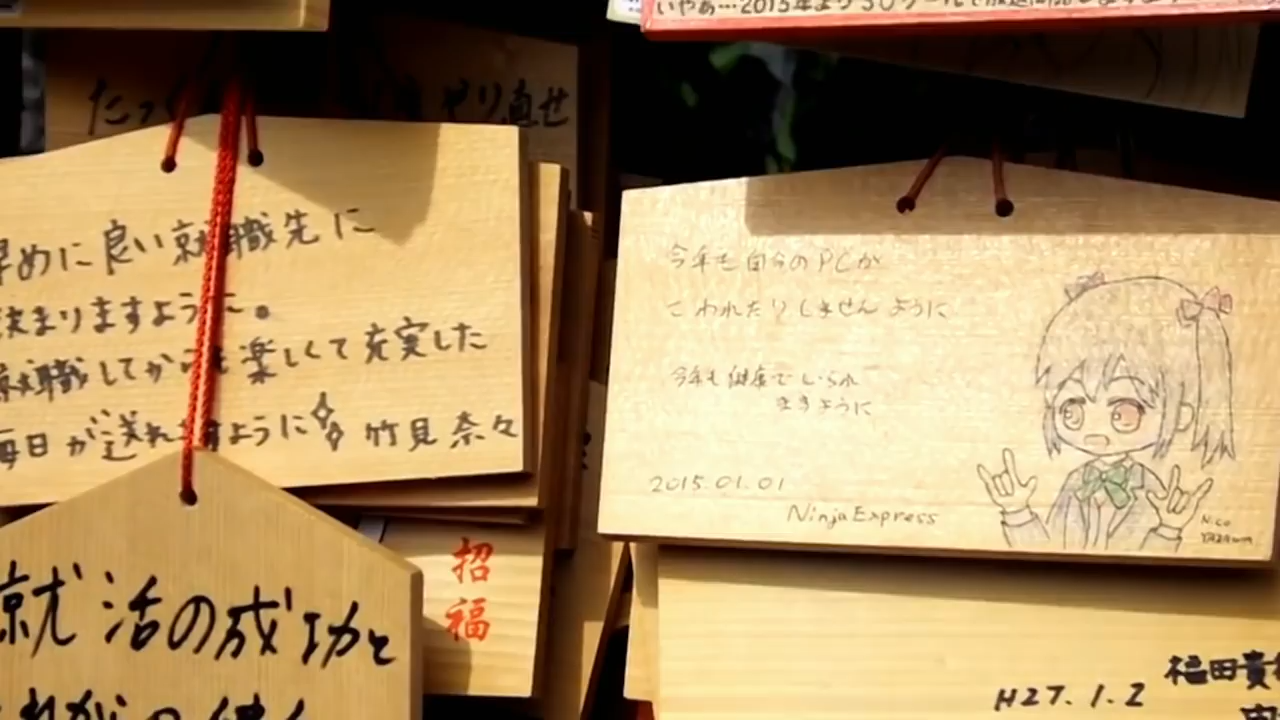 たっ
やり直せ
早めに良い就職先に
決まりますように。
就職してからも楽しくて充実した
毎日が送れますように 竹見奈々
就活の成功と
招福
いやぁ…2015年より
今年も自分のPCが
こわれたりしませんように
今年も健康でいられ
ますように
2015.01.01
NinjaExpress
Nico
YAZAWA
福田貴
H27.1.2